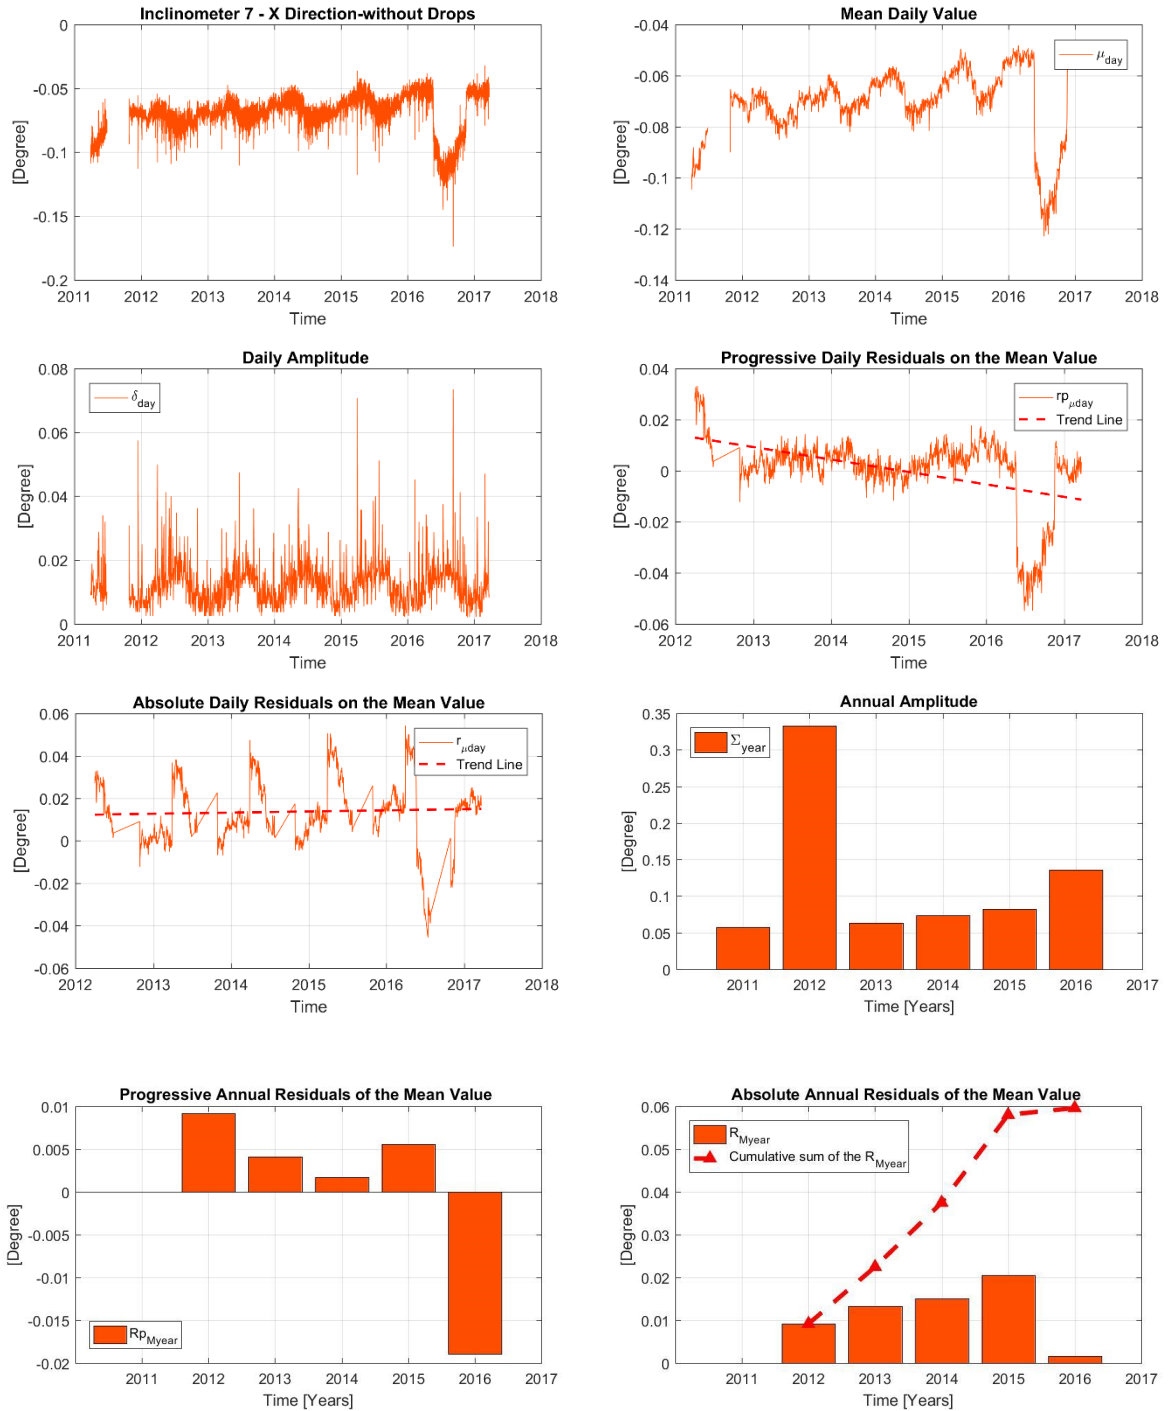 Inclinometer 7 - X Direction-without Drops
0
-0.05
-0.1
-0.15
-0.2
[Degree]
2011 2012 2013 2014 2015 2016 2017 2018
Time
Mean Daily Value
-0.04
-0.06
-0.08
-0.1
-0.12
-0.14
[Degree]
μday
2011 2012 2013 2014 2015 2016 2017 2018
Time
Daily Amplitude
0.08
0.06
0.04
0.02
0
[Degree]
δday
2011 2012 2013 2014 2015 2016 2017 2018
Time
Progressive Daily Residuals on the Mean Value
0.04
0.02
0
-0.02
-0.04
-0.06
[Degree]
rpμday
Trend Line
2012 2013 2014 2015 2016 2017 2018
Time
Absolute Daily Residuals on the Mean Value
0.06
0.04
0.02
0
-0.02
-0.04
-0.06
[Degree]
rμday
Trend Line
2012 2013 2014 2015 2016 2017 2018
Time
Annual Amplitude
0.35
0.3
0.25
0.2
0.15
0.1
0.05
0
[Degree]
Σyear
2011 2012 2013 2014 2015 2016 2017
Time [Years]
Progressive Annual Residuals of the Mean Value
0.01
0.005
0
-0.005
-0.01
-0.015
-0.02
[Degree]
RpMyear
2011 2012 2013 2014 2015 2016 2017
Time [Years]
Absolute Annual Residuals of the Mean Value
0.06
0.05
0.04
0.03
0.02
0.01
0
[Degree]
RMyear
Cumulative sum of the RMyear
2011 2012 2013 2014 2015 2016 2017
Time [Years]